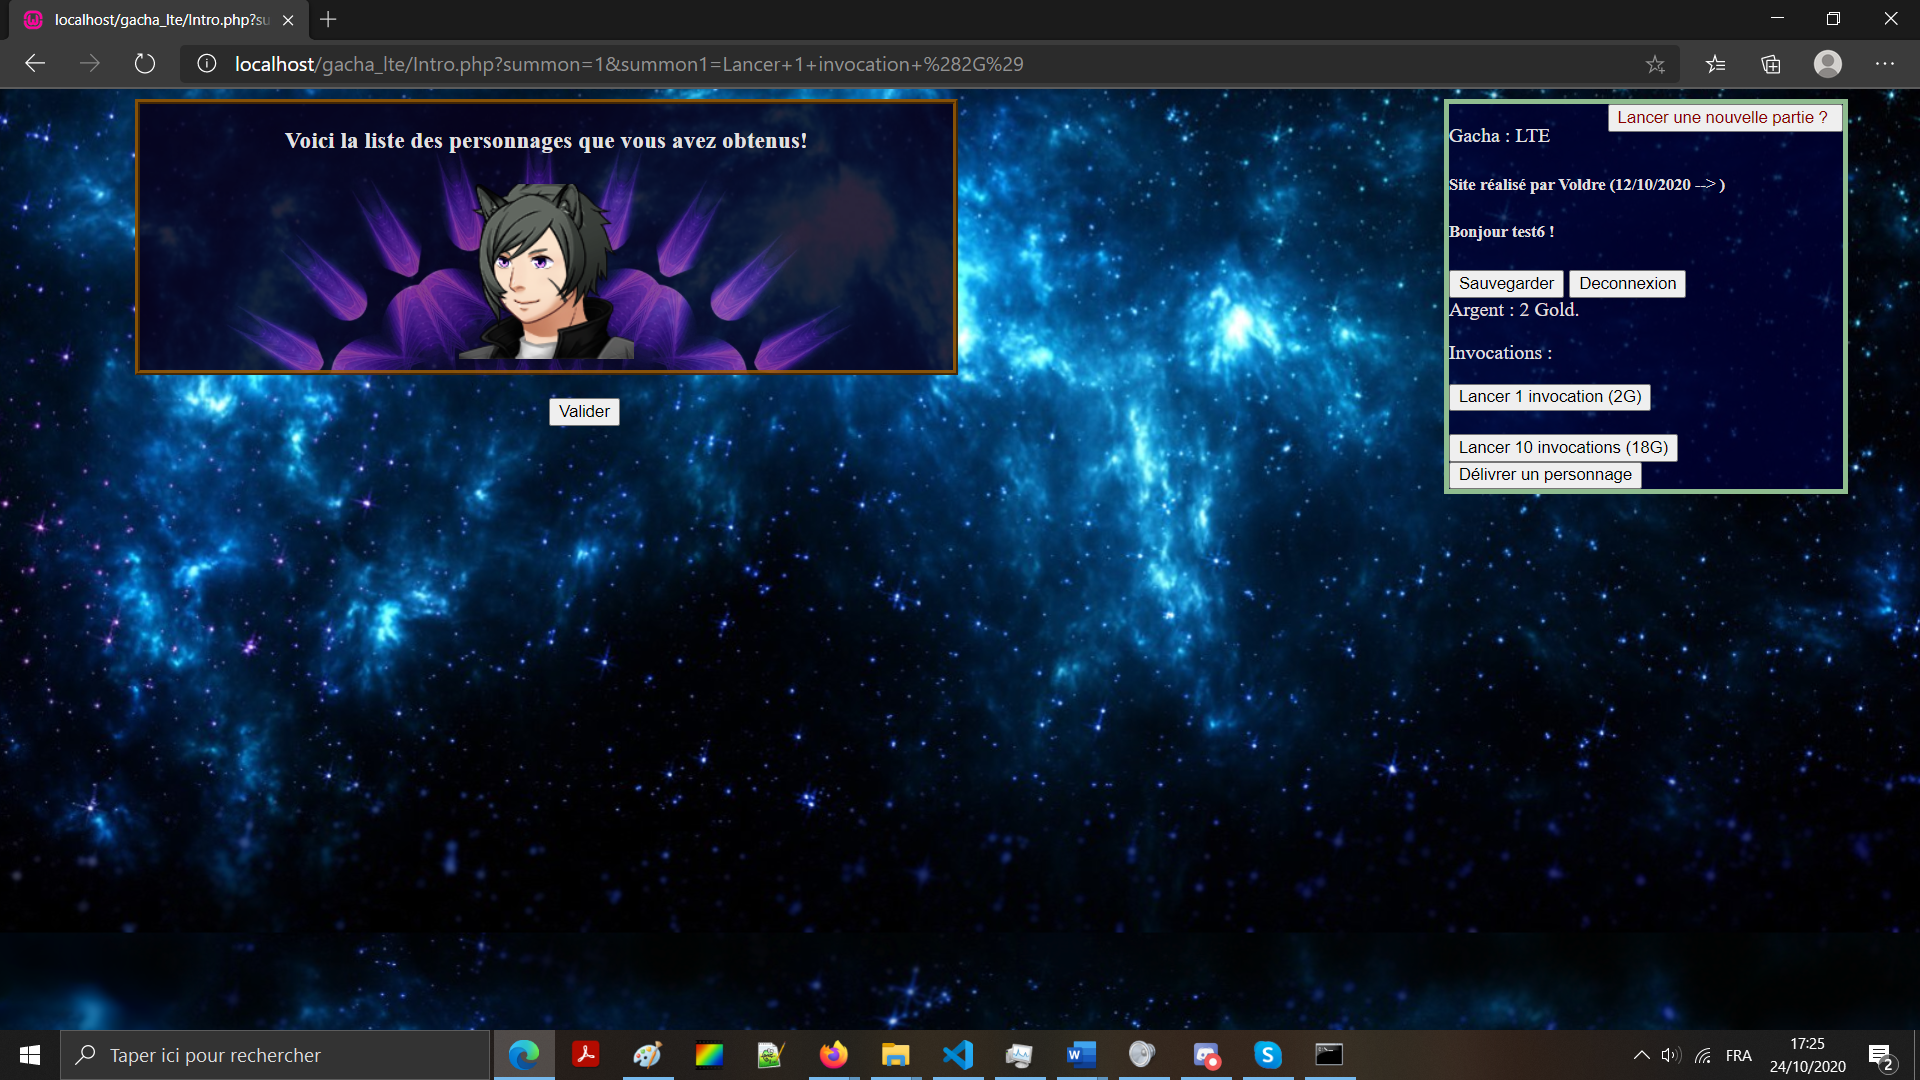 localhost/gacha_lte/Intro.php?su
localhost/gacha_lte/Intro.php?summon=1&summon1=Lancer+1+invocation+%282G%29
Voici la liste des personnages que vous avez obtenus!
Valider
Lancer une nouvelle partie ?
Gacha : LTE
Site réalisé par Voldre (12/10/2020 --> )
Bonjour test6 !
Sauvegarder Deconnexion
Argent : 2 Gold.
Invocations :
Lancer 1 invocation (2G)
Lancer 10 invocations (18G)
Délivrer un personnage
Taper ici pour rechercher
FRA
17:25
24/10/2020
2